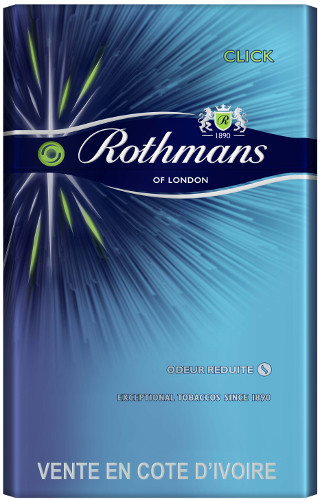 CLICK
R
1890
Rothmans
OF LONDON
ODEUR REDUITE
EXCEPTIONAL TOBACCOS SINCE 1890
VENTE EN COTE D'IVOIRE